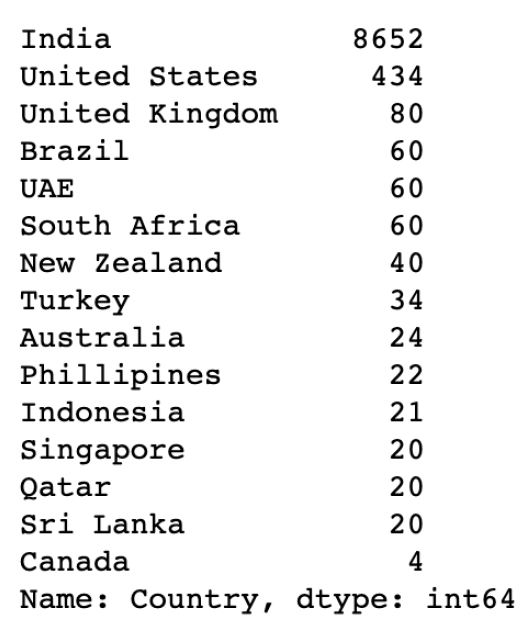 India 8652
United States 434
United Kingdom 80
Brazil 60
UAE 60
South Africa 60
New Zealand 40
Turkey 34
Australia 24
Phillipines 22
Indonesia 21
Singapore 20
Qatar 20
Sri Lanka 20
Canada 4
Name: Country, dtype: int64